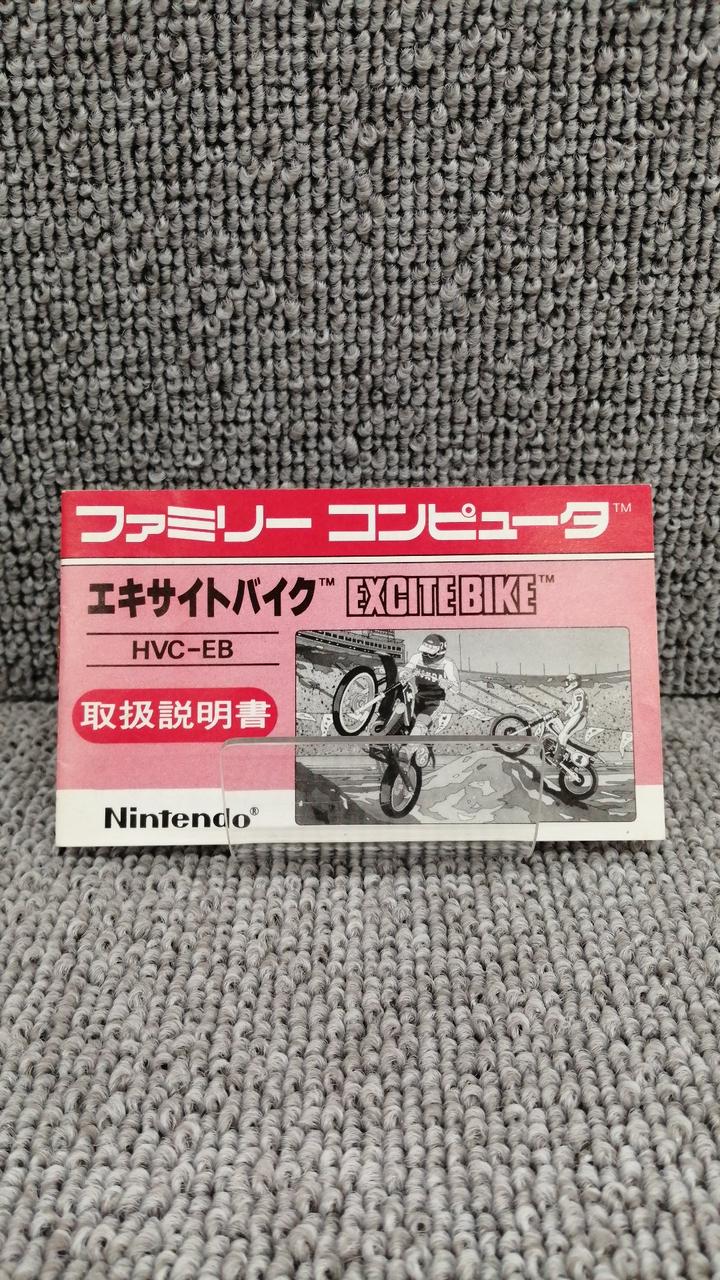 ファミリー コンピュータ™
エキサイトバイク™ EXCITEBIKE™
HVC-EB
取扱説明書
Nintendo®